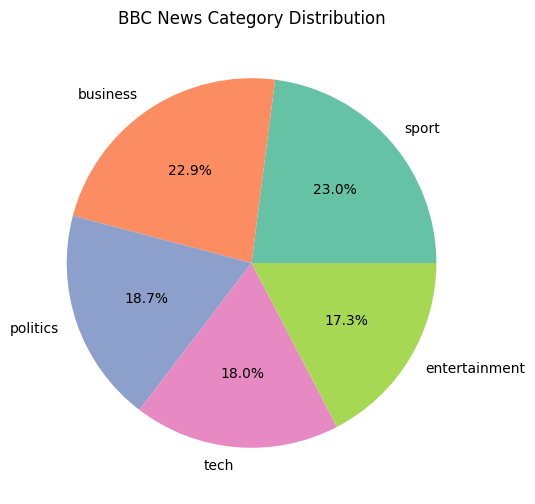 BBC News Category Distribution
business
sport
22.9%
23.0%
18.7%
17.3%
politics
entertainment
18.0%
tech